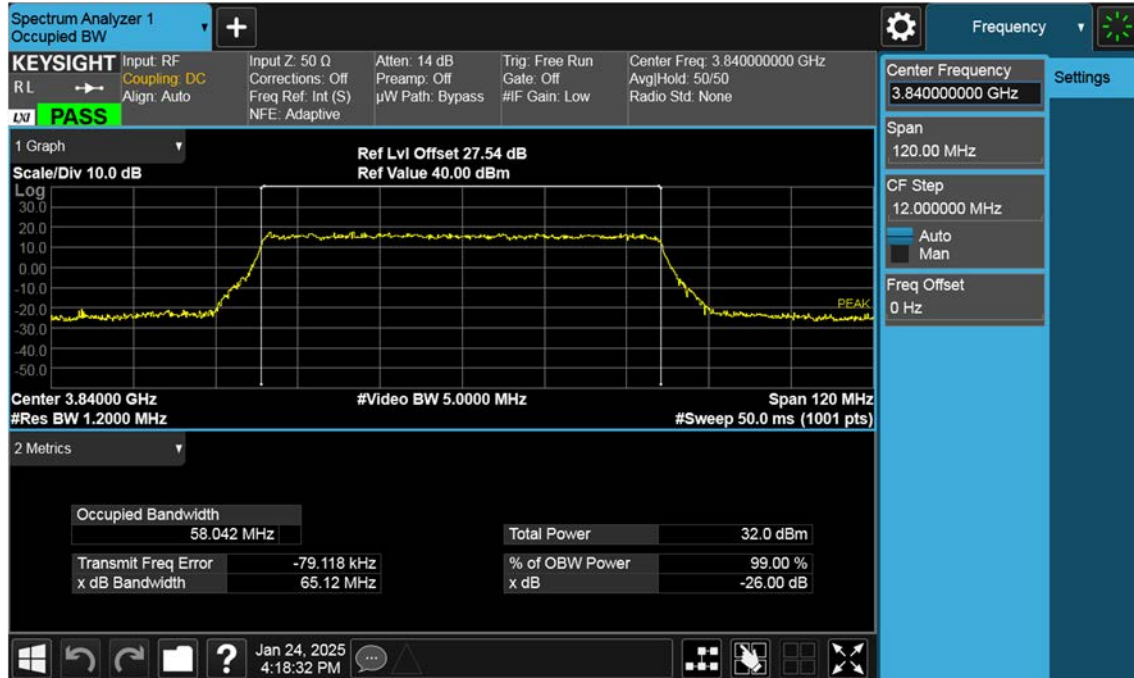 Spectrum Analyzer 1
Occupied BW
Frequency
KEYSIGHT
R L
LXI PASS
Input: RF
Coupling: DC
Align: Auto
Input Z: 50 Ω
Corrections: Off
Freq Ref: Int (S)
NFE: Adaptive
Atten: 14 dB
Preamp: Off
µW Path: Bypass
Trig: Free Run
Gate: Off
#IF Gain: Low
Center Freq: 3.840000000 GHz
Avg|Hold: 50/50
Radio Std: None
Center Frequency
3.840000000 GHz
Settings
Span
120.00 MHz
CF Step
12.000000 MHz
Auto
Man
Freq Offset
0 Hz
1 Graph
Scale/Div 10.0 dB
Ref Lvl Offset 27.54 dB
Ref Value 40.00 dBm
Log
30.0
20.0
10.0
0.00
-10.0
-20.0
-30.0
-40.0
-50.0
PEAK
Center 3.84000 GHz
#Video BW 5.0000 MHz
Span 120 MHz
#Res BW 1.2000 MHz
#Sweep 50.0 ms (1001 pts)
2 Metrics
Occupied Bandwidth
58.042 MHz
Total Power 32.0 dBm
Transmit Freq Error -79.118 kHz
% of OBW Power 99.00 %
x dB Bandwidth 65.12 MHz
x dB -26.00 dB
?
Jan 24, 2025
4:18:32 PM